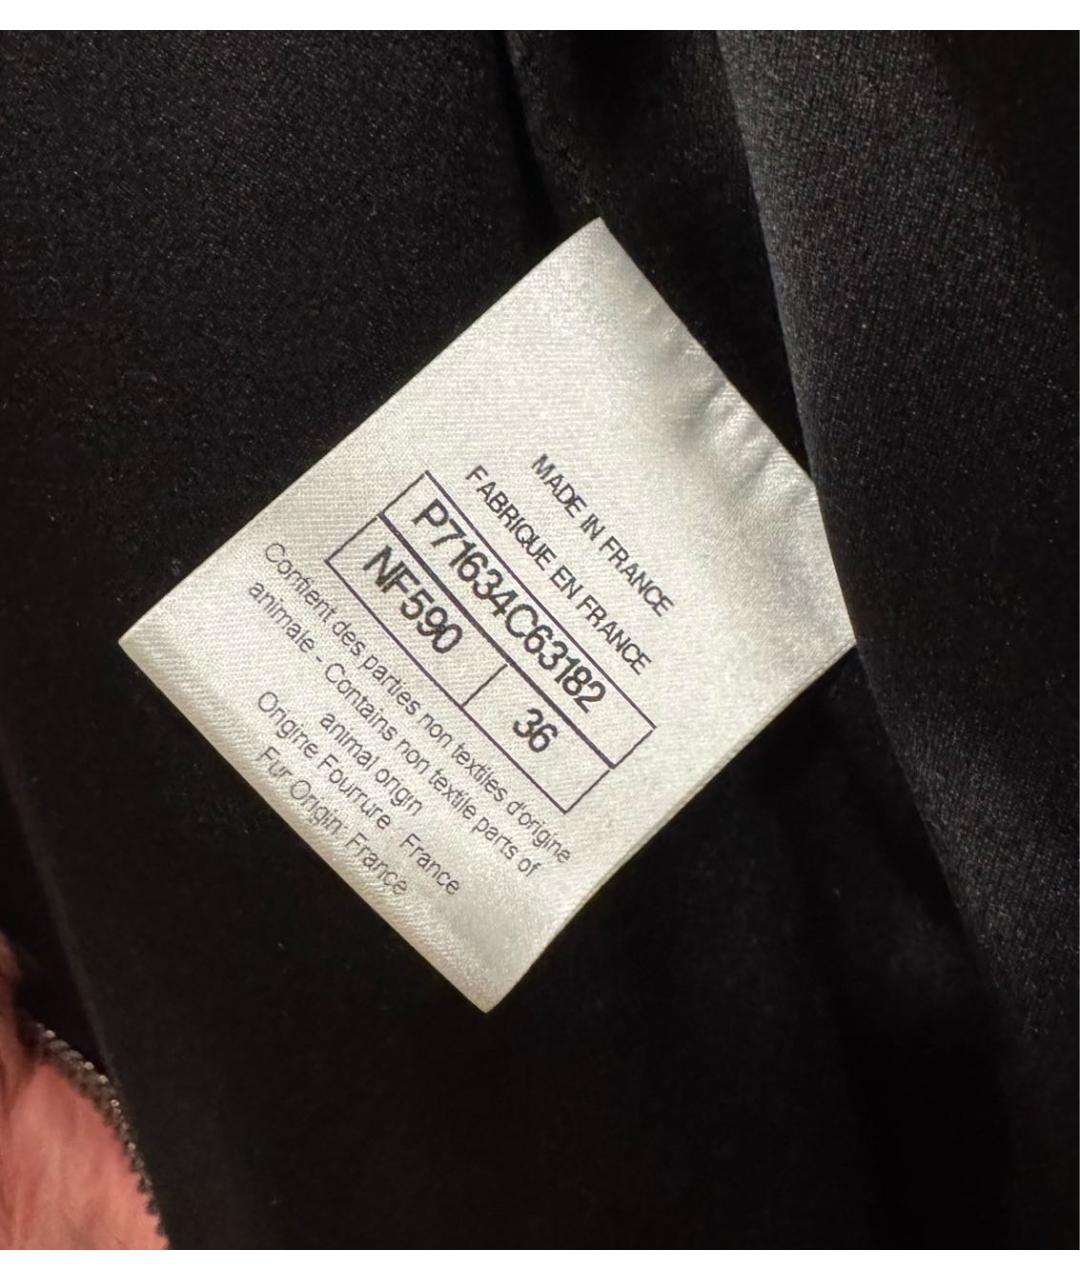 MADE IN FRANCE
FABRIQUE EN FRANCE
P71634C63182
NF590 36
Contient des parties non textiles d'origine
animale - Contains non textile parts of
animal origin
Origine Fourrure : France
Fur Origin: France